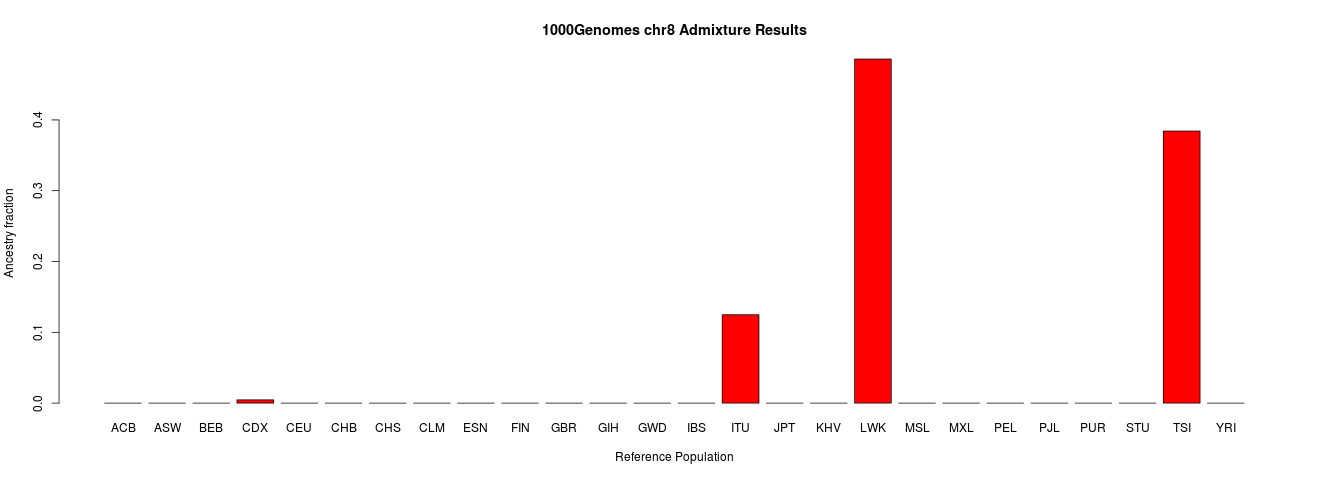 1000Genomes chr8 Admixture Results
Ancestry fraction
0.4
0.3
0.2
0.1
0.0
ACB ASW BEB CDX CEU CHB CHS CLM ESN FIN GBR GIH GWD IBS ITU JPT KHV LWK MSL MXL PEL PJL PUR STU TSI YRI
Reference Population